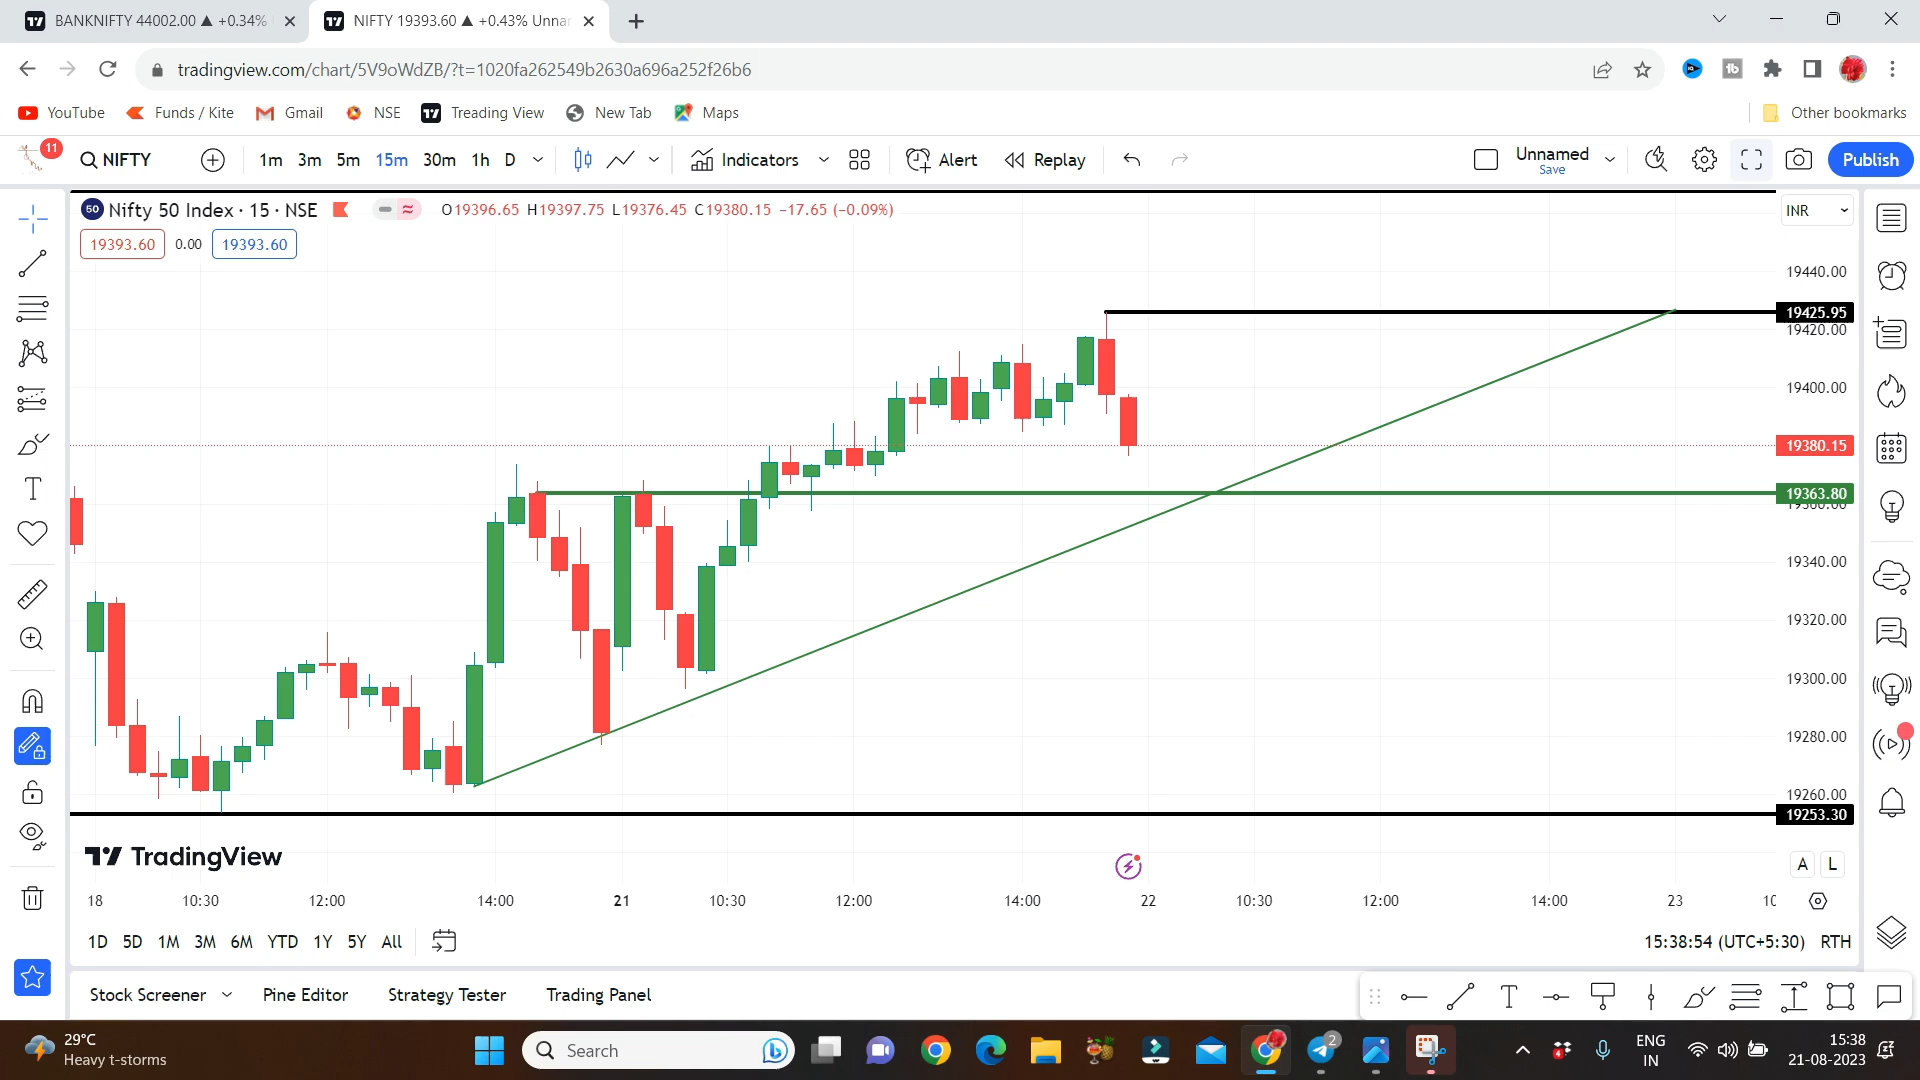 BANKNIFTY 44002.00 ▲ +0.34%
NIFTY 19393.60 ▲ +0.43% Unna
tradingview.com/chart/5V9oWdZB/?t=1020fa262549b2630a696a252f26b6
YouTube Funds / Kite Gmail NSE Treading View New Tab Maps Other bookmarks
11
NIFTY 1m 3m 5m 15m 30m 1h D Indicators Alert Replay Unnamed Save Publish
50 Nifty 50 Index · 15 · NSE O19396.65 H19397.75 L19376.45 C19380.15 −17.65 (−0.09%) INR
19393.60 0.00 19393.60
19440.00
19425.95
19420.00
19400.00
19380.15
19363.80
19360.00
19340.00
19320.00
19300.00
19280.00
19260.00
19253.30
TradingView
A L
18 10:30 12:00 14:00 21 10:30 12:00 14:00 22 10:30 12:00 14:00 23
1D 5D 1M 3M 6M YTD 1Y 5Y All 15:38:54 (UTC+5:30) RTH
Stock Screener Pine Editor Strategy Tester Trading Panel
29°C
Heavy t-storms
Search
2
4
ENG
IN
15:38
21-08-2023